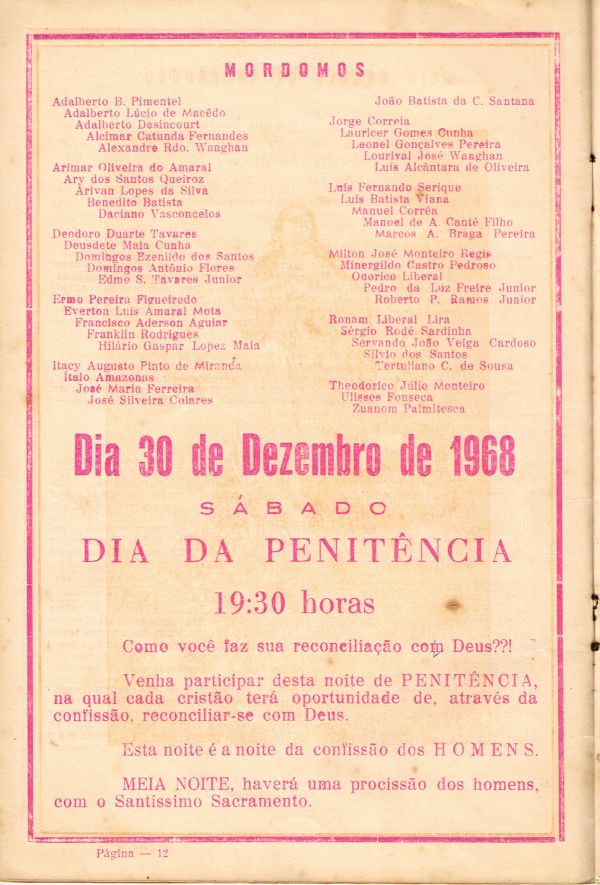 MORDOMOS
Adalberto B. Pimentel
Adalberto Lúcio de Macêdo
Adalberto Desincourt
Alcimar Catunda Fernandes
Alexandre Rdo. Wanghan
Arimar Oliveira do Amaral
Ary dos Santos Queiroz
Arivan Lopes da Silva
Benedito Batista
Daciano Vasconcelos
Deodoro Duarte Tavares
Deusdete Maia Cunha
Domingos Ezenildo dos Santos
Domingos Antônio Flores
Edme S. Tavares Junior
Ermo Pereira Figueiredo
Everton Luís Amaral Mota
Francisco Aderson Aguiar
Franklin Rodrigues
Hilário Gaspar Lopez Maia
Itacy Augusto Pinto de Miranda
Italo Amazonas
José Maria Ferreira
José Silveira Colares
João Batista da C. Santana
Jorge Correia
Lauricer Gomes Cunha
Leonel Gonçalves Pereira
Lourival José Wanghan
Luís Alcântara de Oliveira
Luís Fernando Serique
Luís Batista Viana
Manuel Corrêa
Manoel de A. Canté Filho
Marcos A. Braga Pereira
Milton José Monteiro Regis
Minergildo Castro Pedroso
Odorico Liberal
Pedro da Luz Freire Junior
Roberto P. Ramos Junior
Ronam Liberal Lira
Sérgio Rodé Sardinha
Servando João Veiga Cardoso
Silvio dos Santos
Tertuliano C. de Sousa
Theodorico Júlio Monteiro
Ulisses Fonseca
Zuanom Palmitesca
Dia 30 de Dezembro de 1968
SÁBADO
DIA DA PENITÊNCIA
19:30 horas
Como você faz sua reconciliação com Deus??!
Venha participar desta noite de PENITÊNCIA,
na qual cada cristão terá oportunidade de, através da
confissão, reconciliar-se com Deus.
Esta noite é a noite da confissão dos HOMENS.
MEIA NOITE, haverá uma procissão dos homens,
com o Santíssimo Sacramento.
Página — 12